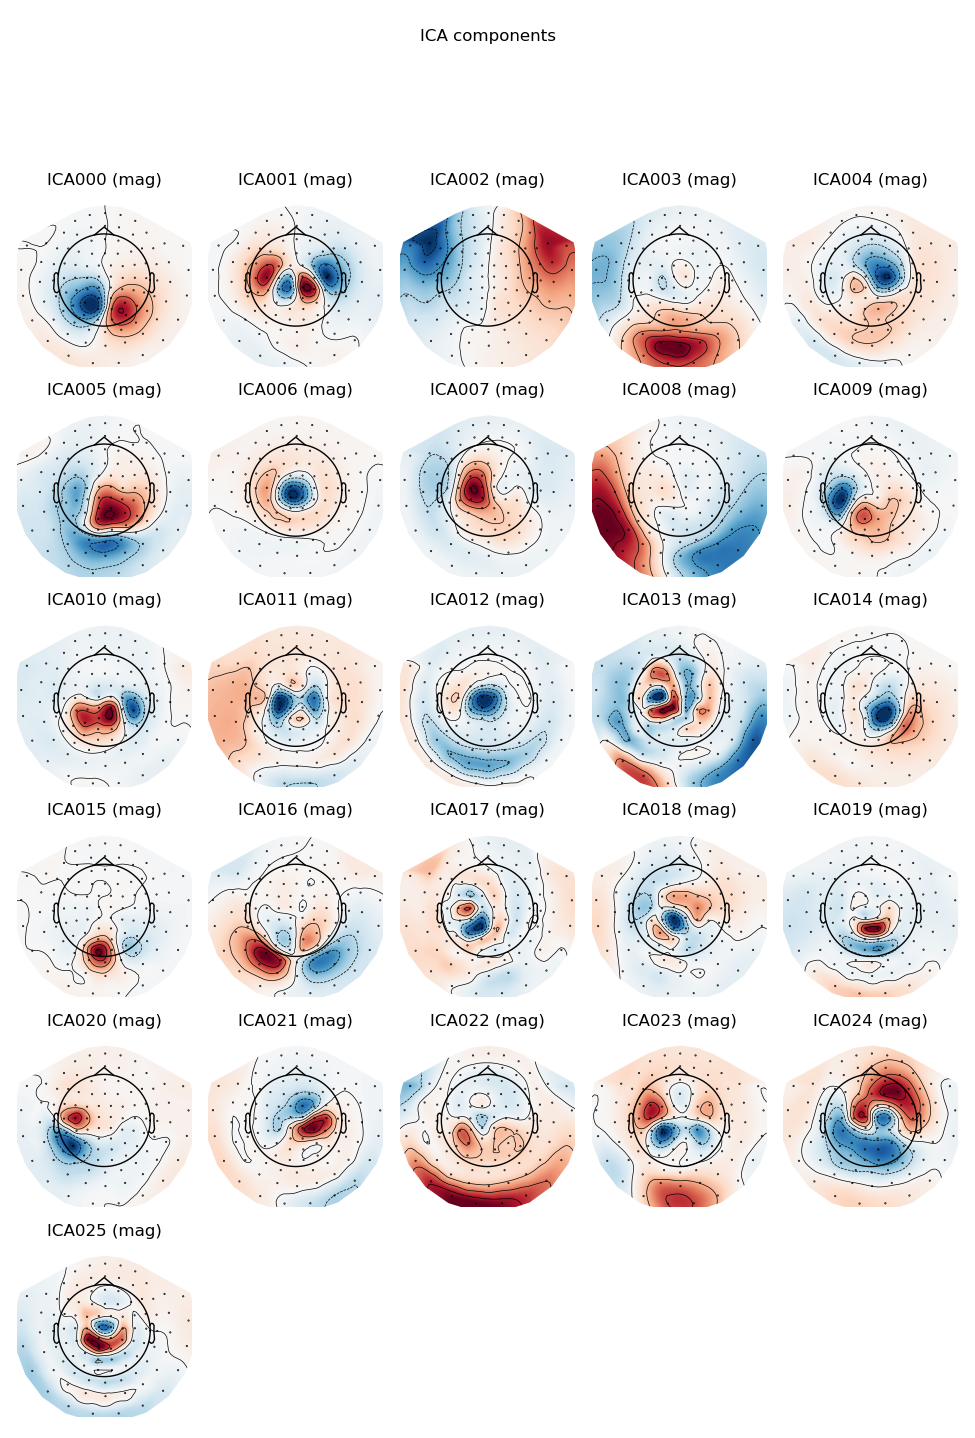 ICA components
ICA000 (mag) ICA001 (mag) ICA002 (mag) ICA003 (mag) ICA004 (mag)
ICA005 (mag) ICA006 (mag) ICA007 (mag) ICA008 (mag) ICA009 (mag)
ICA010 (mag) ICA011 (mag) ICA012 (mag) ICA013 (mag) ICA014 (mag)
ICA015 (mag) ICA016 (mag) ICA017 (mag) ICA018 (mag) ICA019 (mag)
ICA020 (mag) ICA021 (mag) ICA022 (mag) ICA023 (mag) ICA024 (mag)
ICA025 (mag)